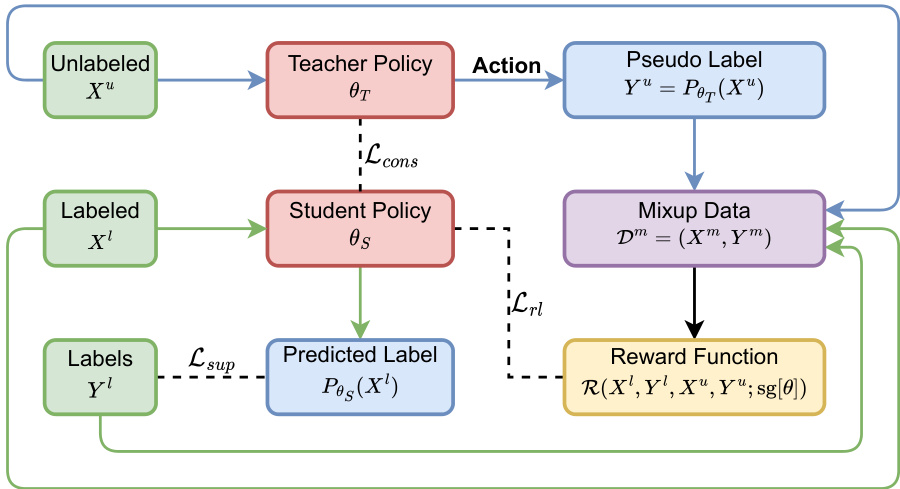 Unlabeled
$X^u$
Teacher Policy
$\theta_T$
Action
Pseudo Label
$Y^u = P_{\theta_T}(X^u)$
$\mathcal{L}_{cons}$
Labeled
$X^l$
Student Policy
$\theta_S$
Mixup Data
$\mathcal{D}^m = (X^m, Y^m)$
$\mathcal{L}_{rl}$
Labels
$Y^l$
$\mathcal{L}_{sup}$
Predicted Label
$P_{\theta_S}(X^l)$
Reward Function
$\mathcal{R}(X^l, Y^l, X^u, Y^u; \mathrm{sg}[\theta])$